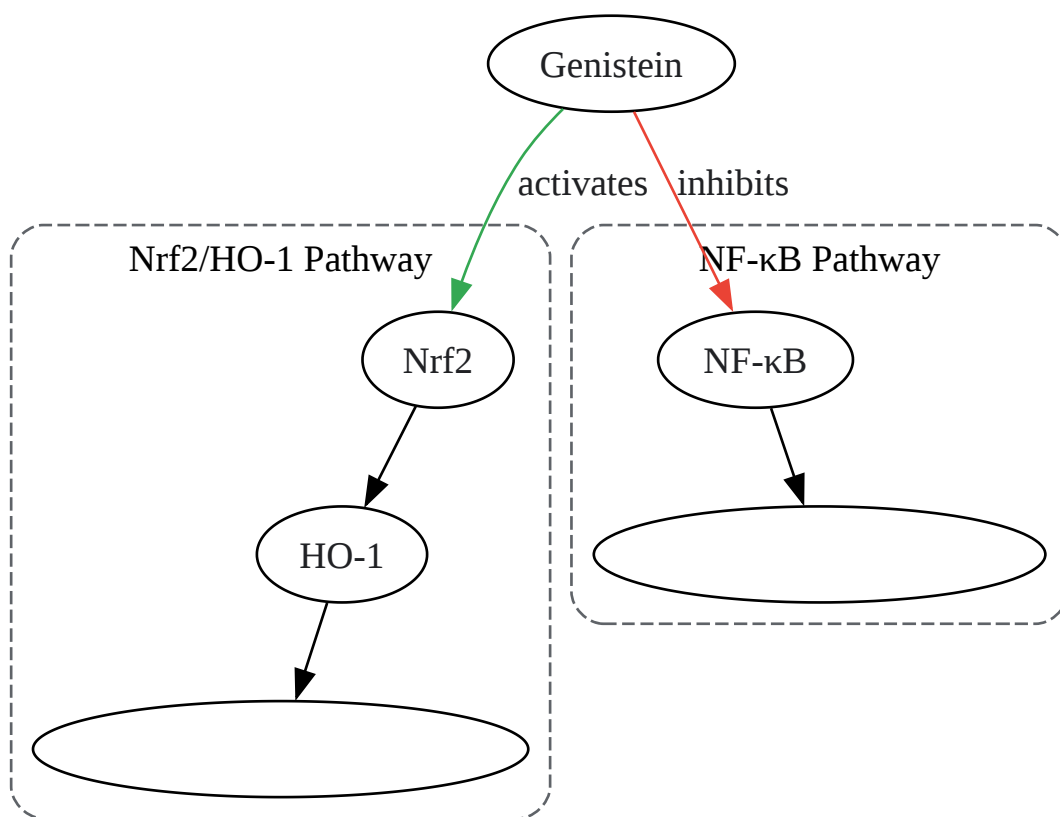 Genistein
activates
inhibits
Nrf2/HO-1 Pathway
NF-κB Pathway
Nrf2
NF-κB
HO-1